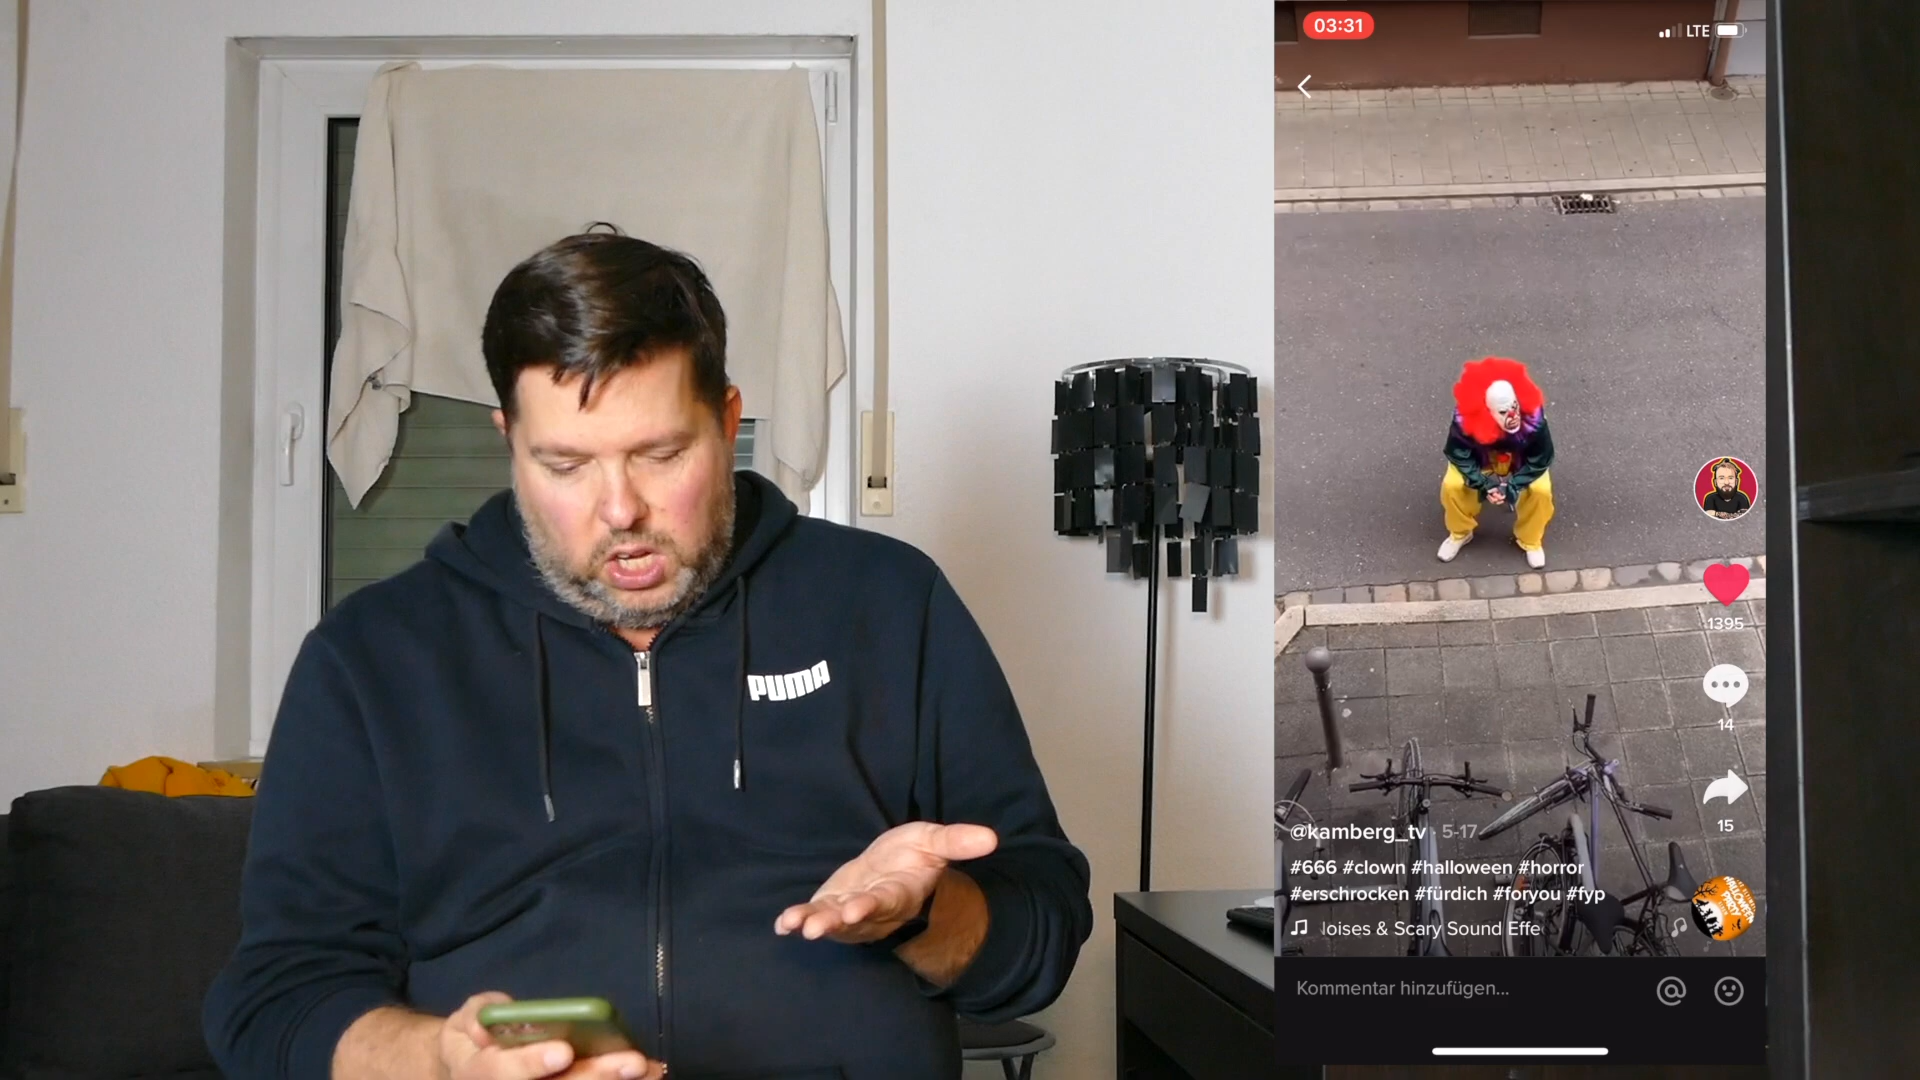 PUMA
03:31
LTE
1395
14
15
@kamberg_tv · 5-17
#666 #clown #halloween #horror
#erschrocken #fürdich #foryou #fyp
oises & Scary Sound Effe
Kommentar hinzufügen...